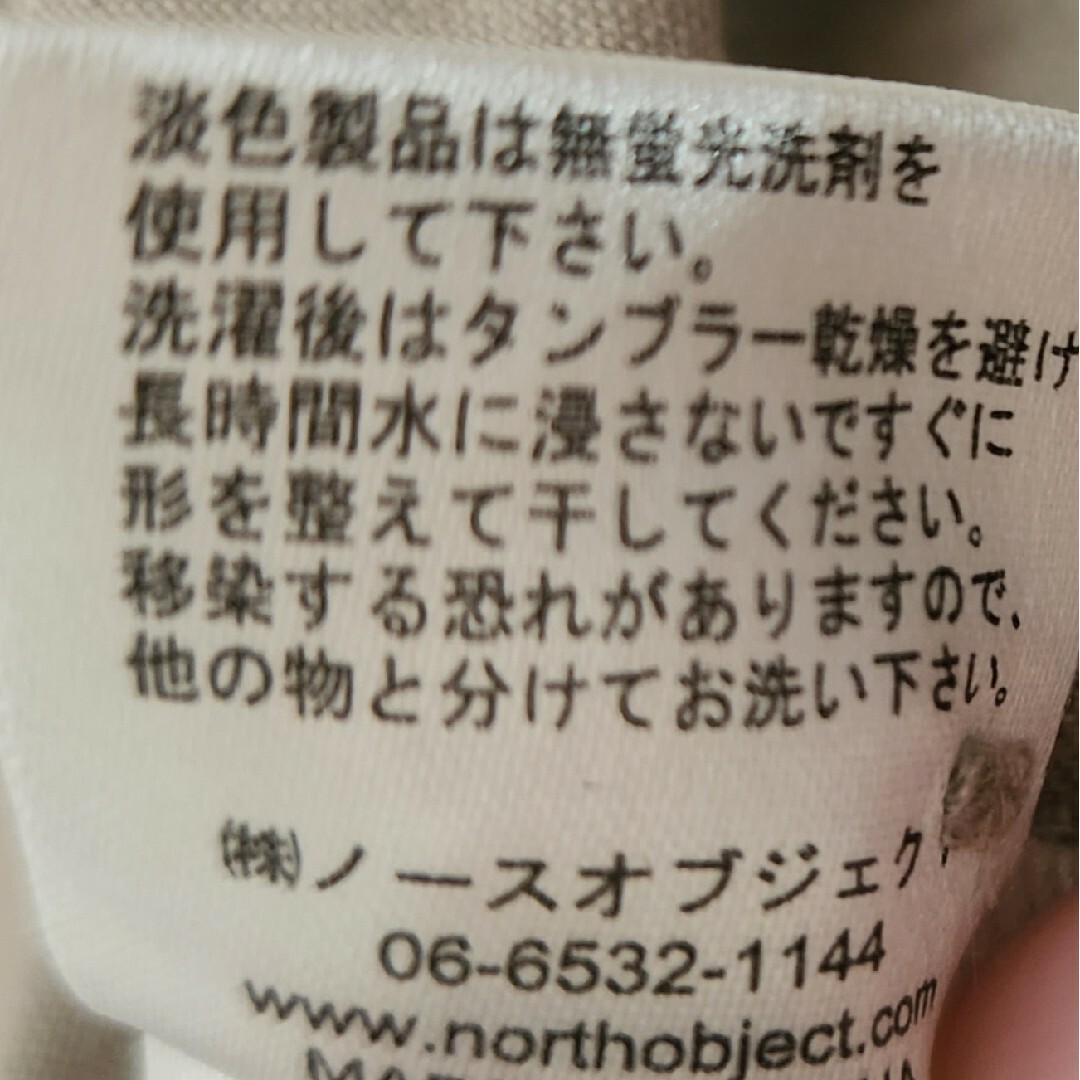 淡色製品は無蛍光洗剤を
使用して下さい。
洗濯後はタンブラー乾燥を避け
長時間水に浸さないですぐに
形を整えて干してください。
移染する恐れがありますので、
他の物と分けてお洗い下さい。
㈱ノースオブジェク
06-6532-1144
www.northobject.com